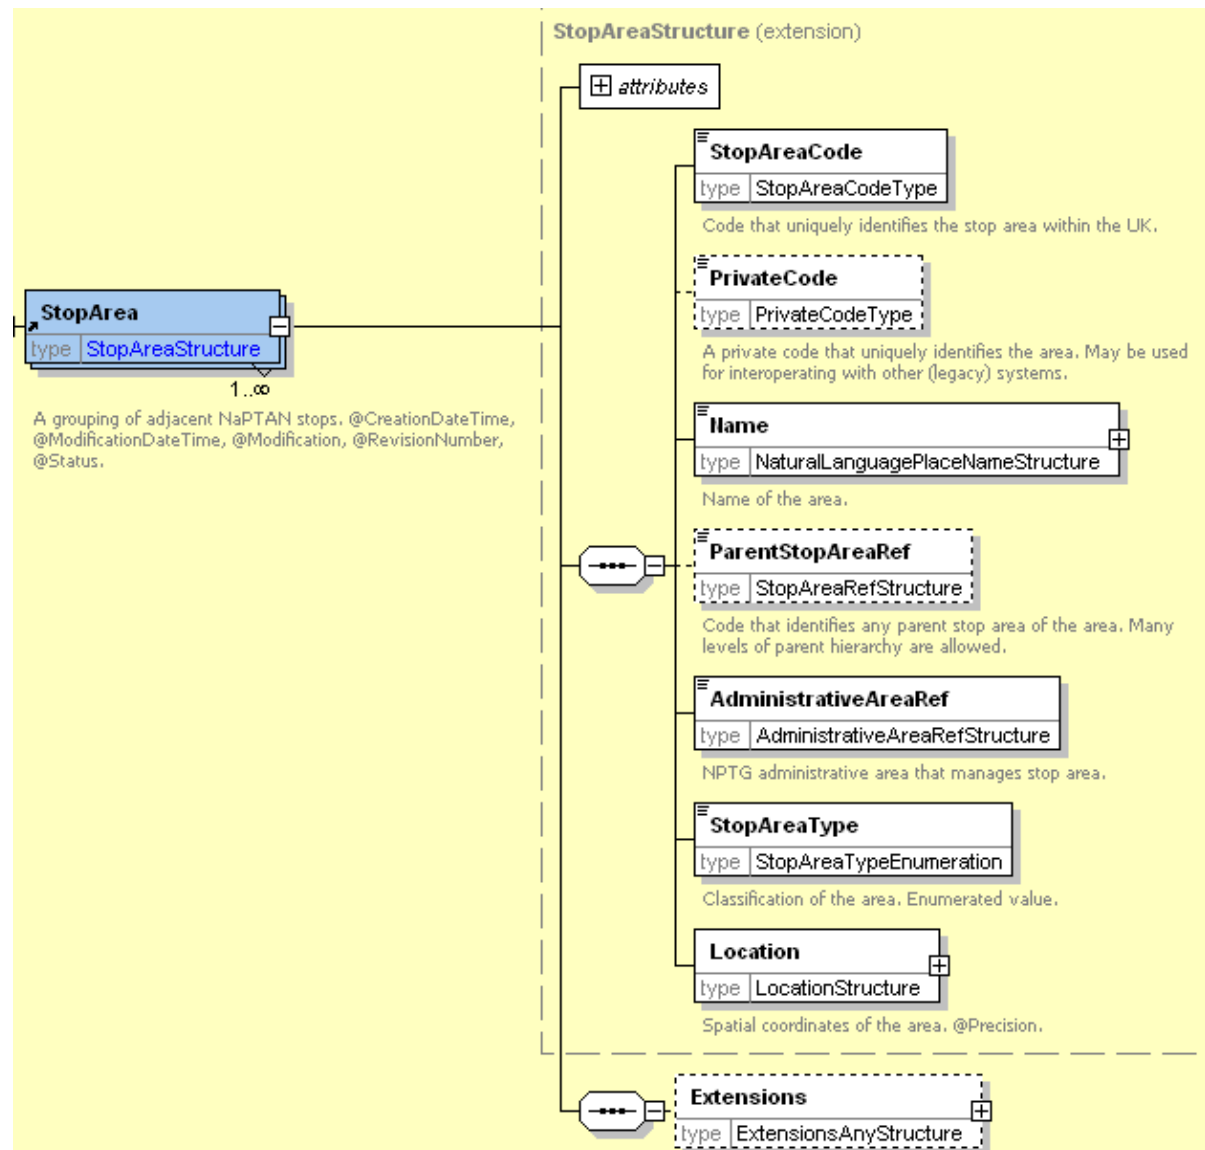 StopAreaStructure (extension)
attributes
StopAreaCode
type StopAreaCodeType
Code that uniquely identifies the stop area within the UK.
PrivateCode
type PrivateCodeType
A private code that uniquely identifies the area. May be used
for interoperating with other (legacy) systems.
StopArea
type StopAreaStructure
1..∞
A grouping of adjacent NaPTAN stops. @CreationDateTime,
@ModificationDateTime, @Modification, @RevisionNumber,
@Status.
Name
type NaturalLanguagePlaceNameStructure
Name of the area.
ParentStopAreaRef
type StopAreaRefStructure
Code that identifies any parent stop area of the area. Many
levels of parent hierarchy are allowed.
AdministrativeAreaRef
type AdministrativeAreaRefStructure
NPTG administrative area that manages stop area.
StopAreaType
type StopAreaTypeEnumeration
Classification of the area. Enumerated value.
Location
type LocationStructure
Spatial coordinates of the area. @Precision.
Extensions
type ExtensionsAnyStructure